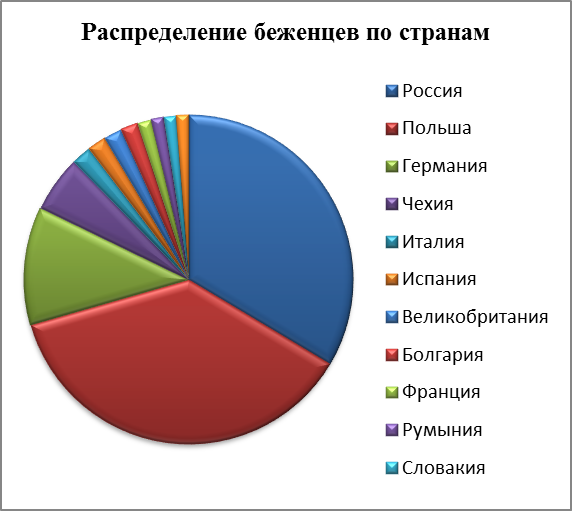 Распределение беженцев по странам
Россия
Польша
Германия
Чехия
Италия
Испания
Великобритания
Болгария
Франция
Румыния
Словакия